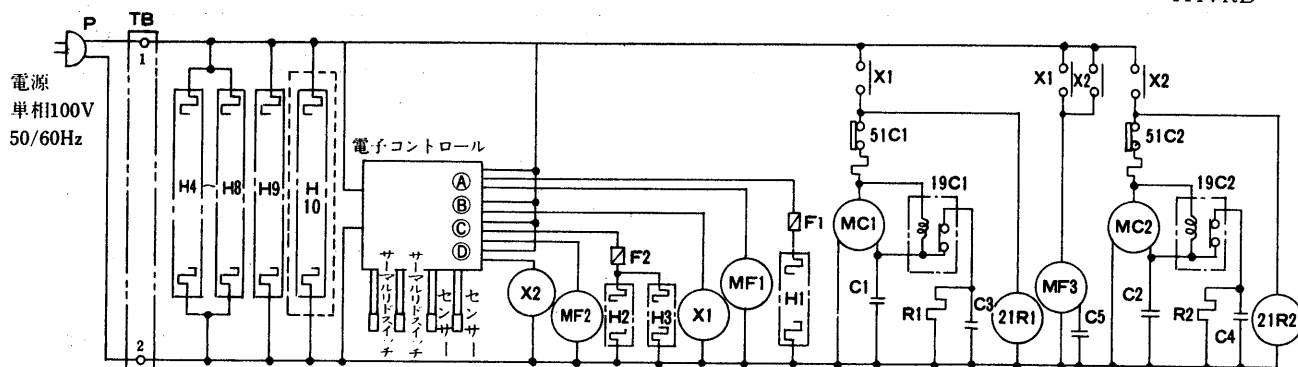 P
TB
1
電源
単相100V
50/60Hz
H4～H8
H9
H10
電子コントロール
A
B
C
D
サーマルリードスイッチ
サーマルリードスイッチ
センサー
センサー
X2
MF2
F2
H2
H3
X1
MF1
F1
H1
X1
51C1
MC1
19C1
C1
R1
C3
21R1
X1
X2
MF3
C5
X2
51C2
MC2
19C2
C2
R2
C4
21R2
2